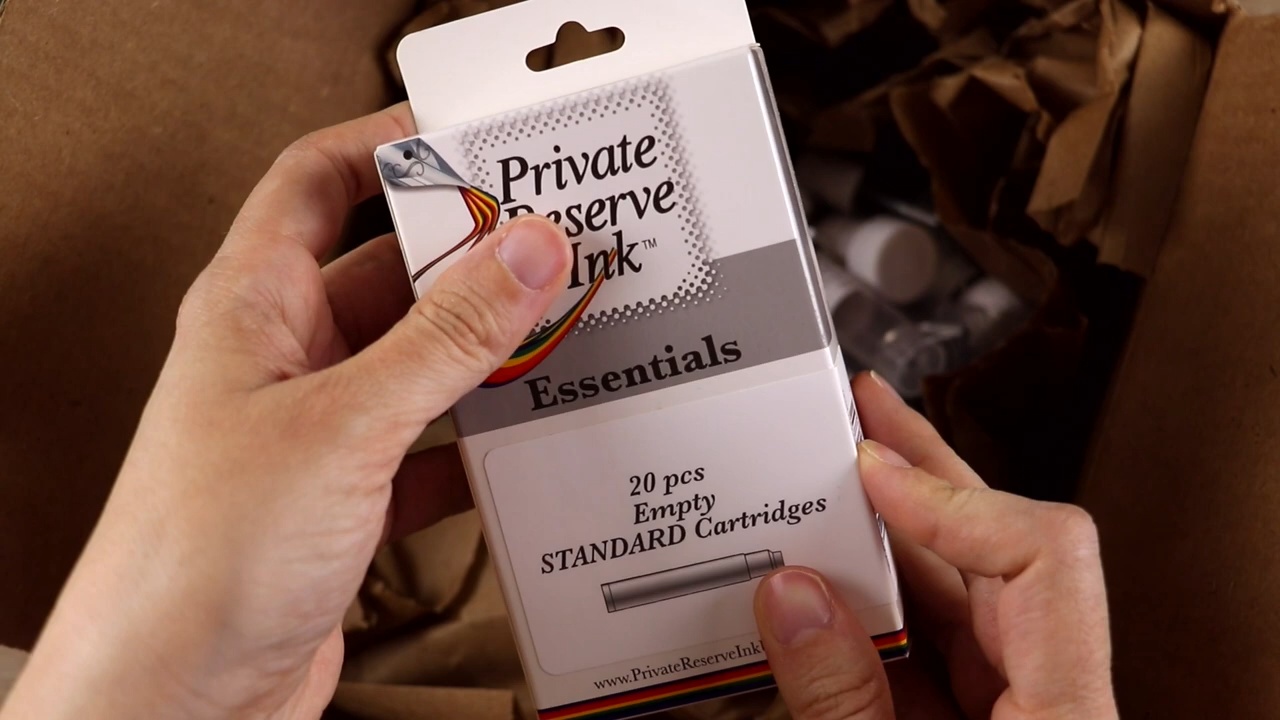 Private
Reserve
Ink™
Essentials
20 pcs
Empty
STANDARD Cartridges
www.PrivateReserveInk